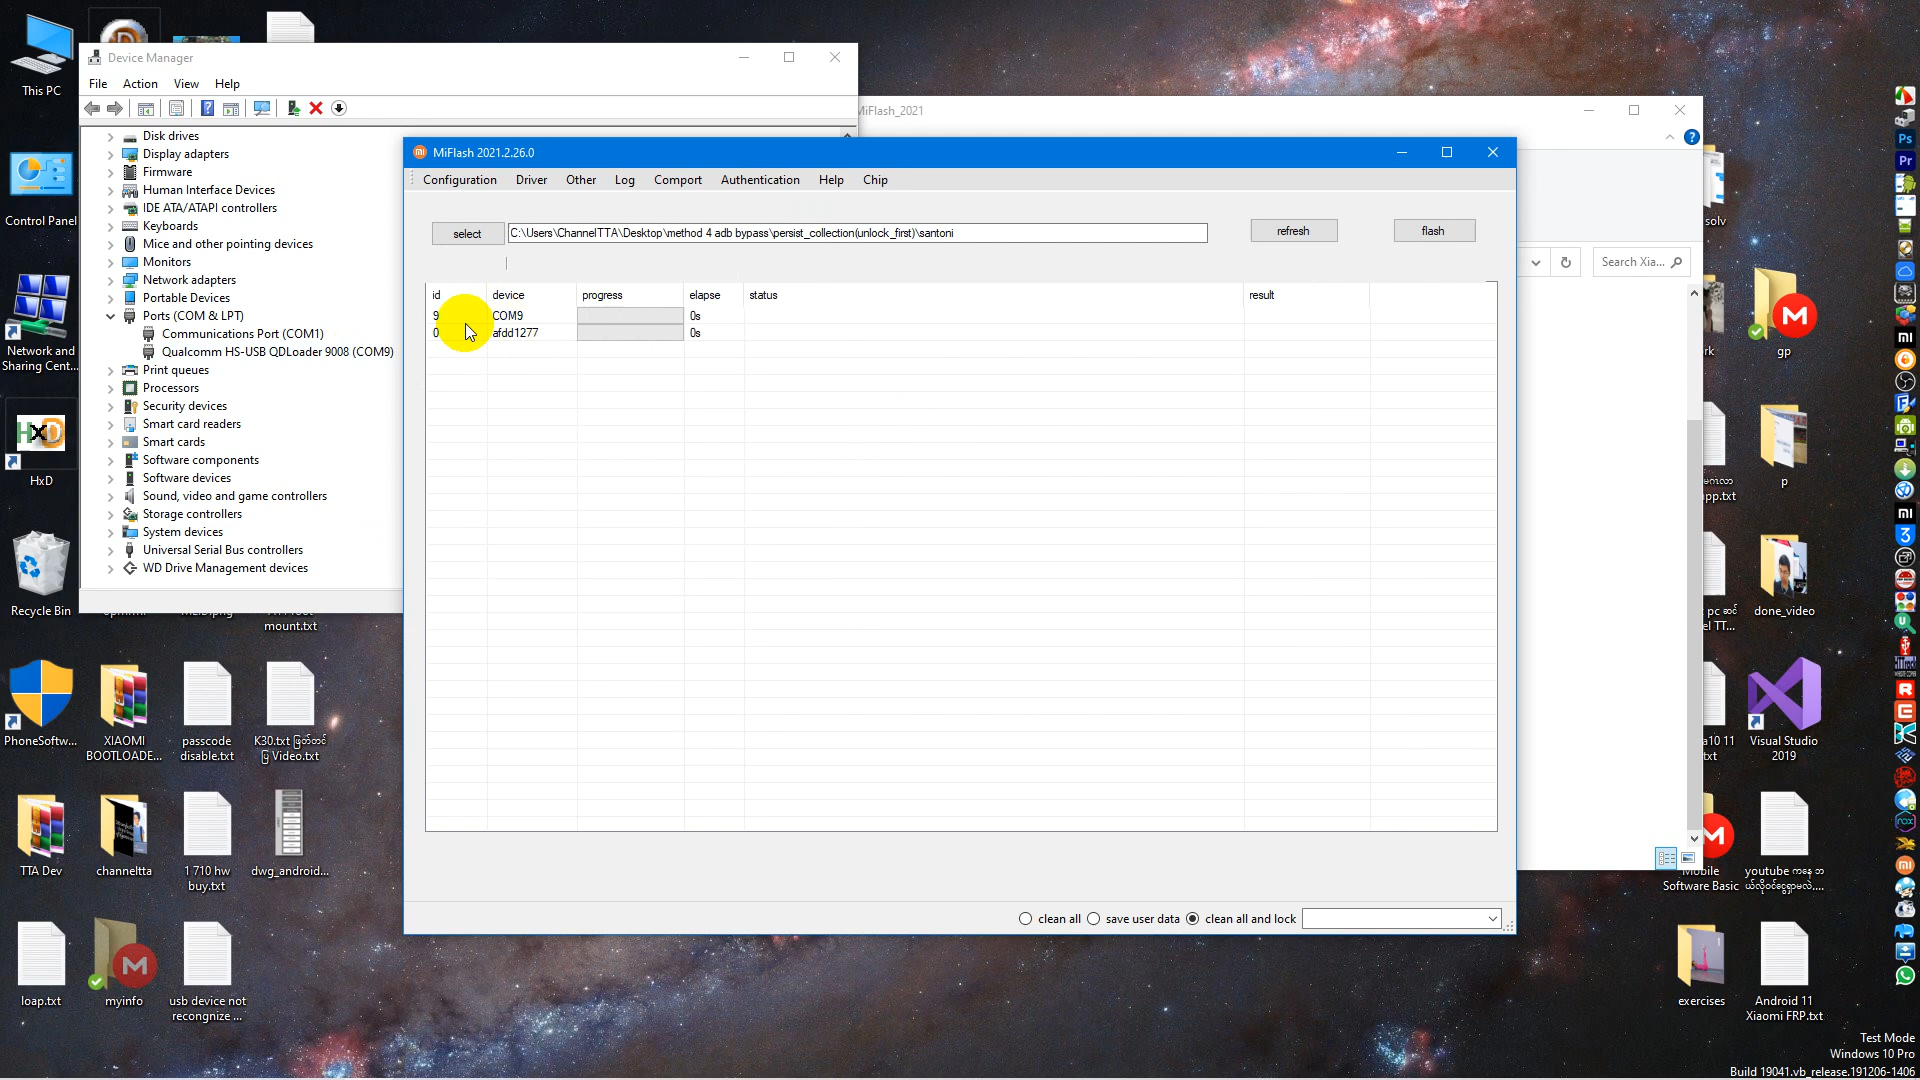 This PC
Control Panel
Network and
Sharing Cent...
HxD
HxD
Recycle Bin
PhoneSoftw...
XIAOMI
BOOTLOADE...
passcode
disable.txt
TTA Dev
channeltta
1 710 hw
buy.txt
dwg_android...
loap.txt
myinfo
usb device not
recongnize ...
mount.txt
Device Manager
File Action View Help
Disk drives
Display adapters
Firmware
Human Interface Devices
IDE ATA/ATAPI controllers
Keyboards
Mice and other pointing devices
Monitors
Network adapters
Portable Devices
Ports (COM & LPT)
Communications Port (COM1)
Qualcomm HS-USB QDLoader 9008 (COM9)
Print queues
Processors
Security devices
Smart card readers
Smart cards
Software components
Software devices
Sound, video and game controllers
Storage controllers
System devices
Universal Serial Bus controllers
WD Drive Management devices
MiFlash_2021
Search Xia...
MiFlash 2021.2.26.0
Configuration Driver Other Log Comport Authentication Help Chip
select C:\Users\ChannelTTA\Desktop\method 4 adb bypass\persist_collection(unlock_first)\santoni refresh flash
id device progress elapse status result
9 COM9 0s
0 afdd1277 0s
clean all save user data clean all and lock
solv
gp
rk
p
done_video
Visual Studio
2019
a10 11
txt
Mobile
Software Basic
exercises
Android 11
Xiaomi FRP.txt
Test Mode
Windows 10 Pro
Build 19041.vb_release.191206-1406